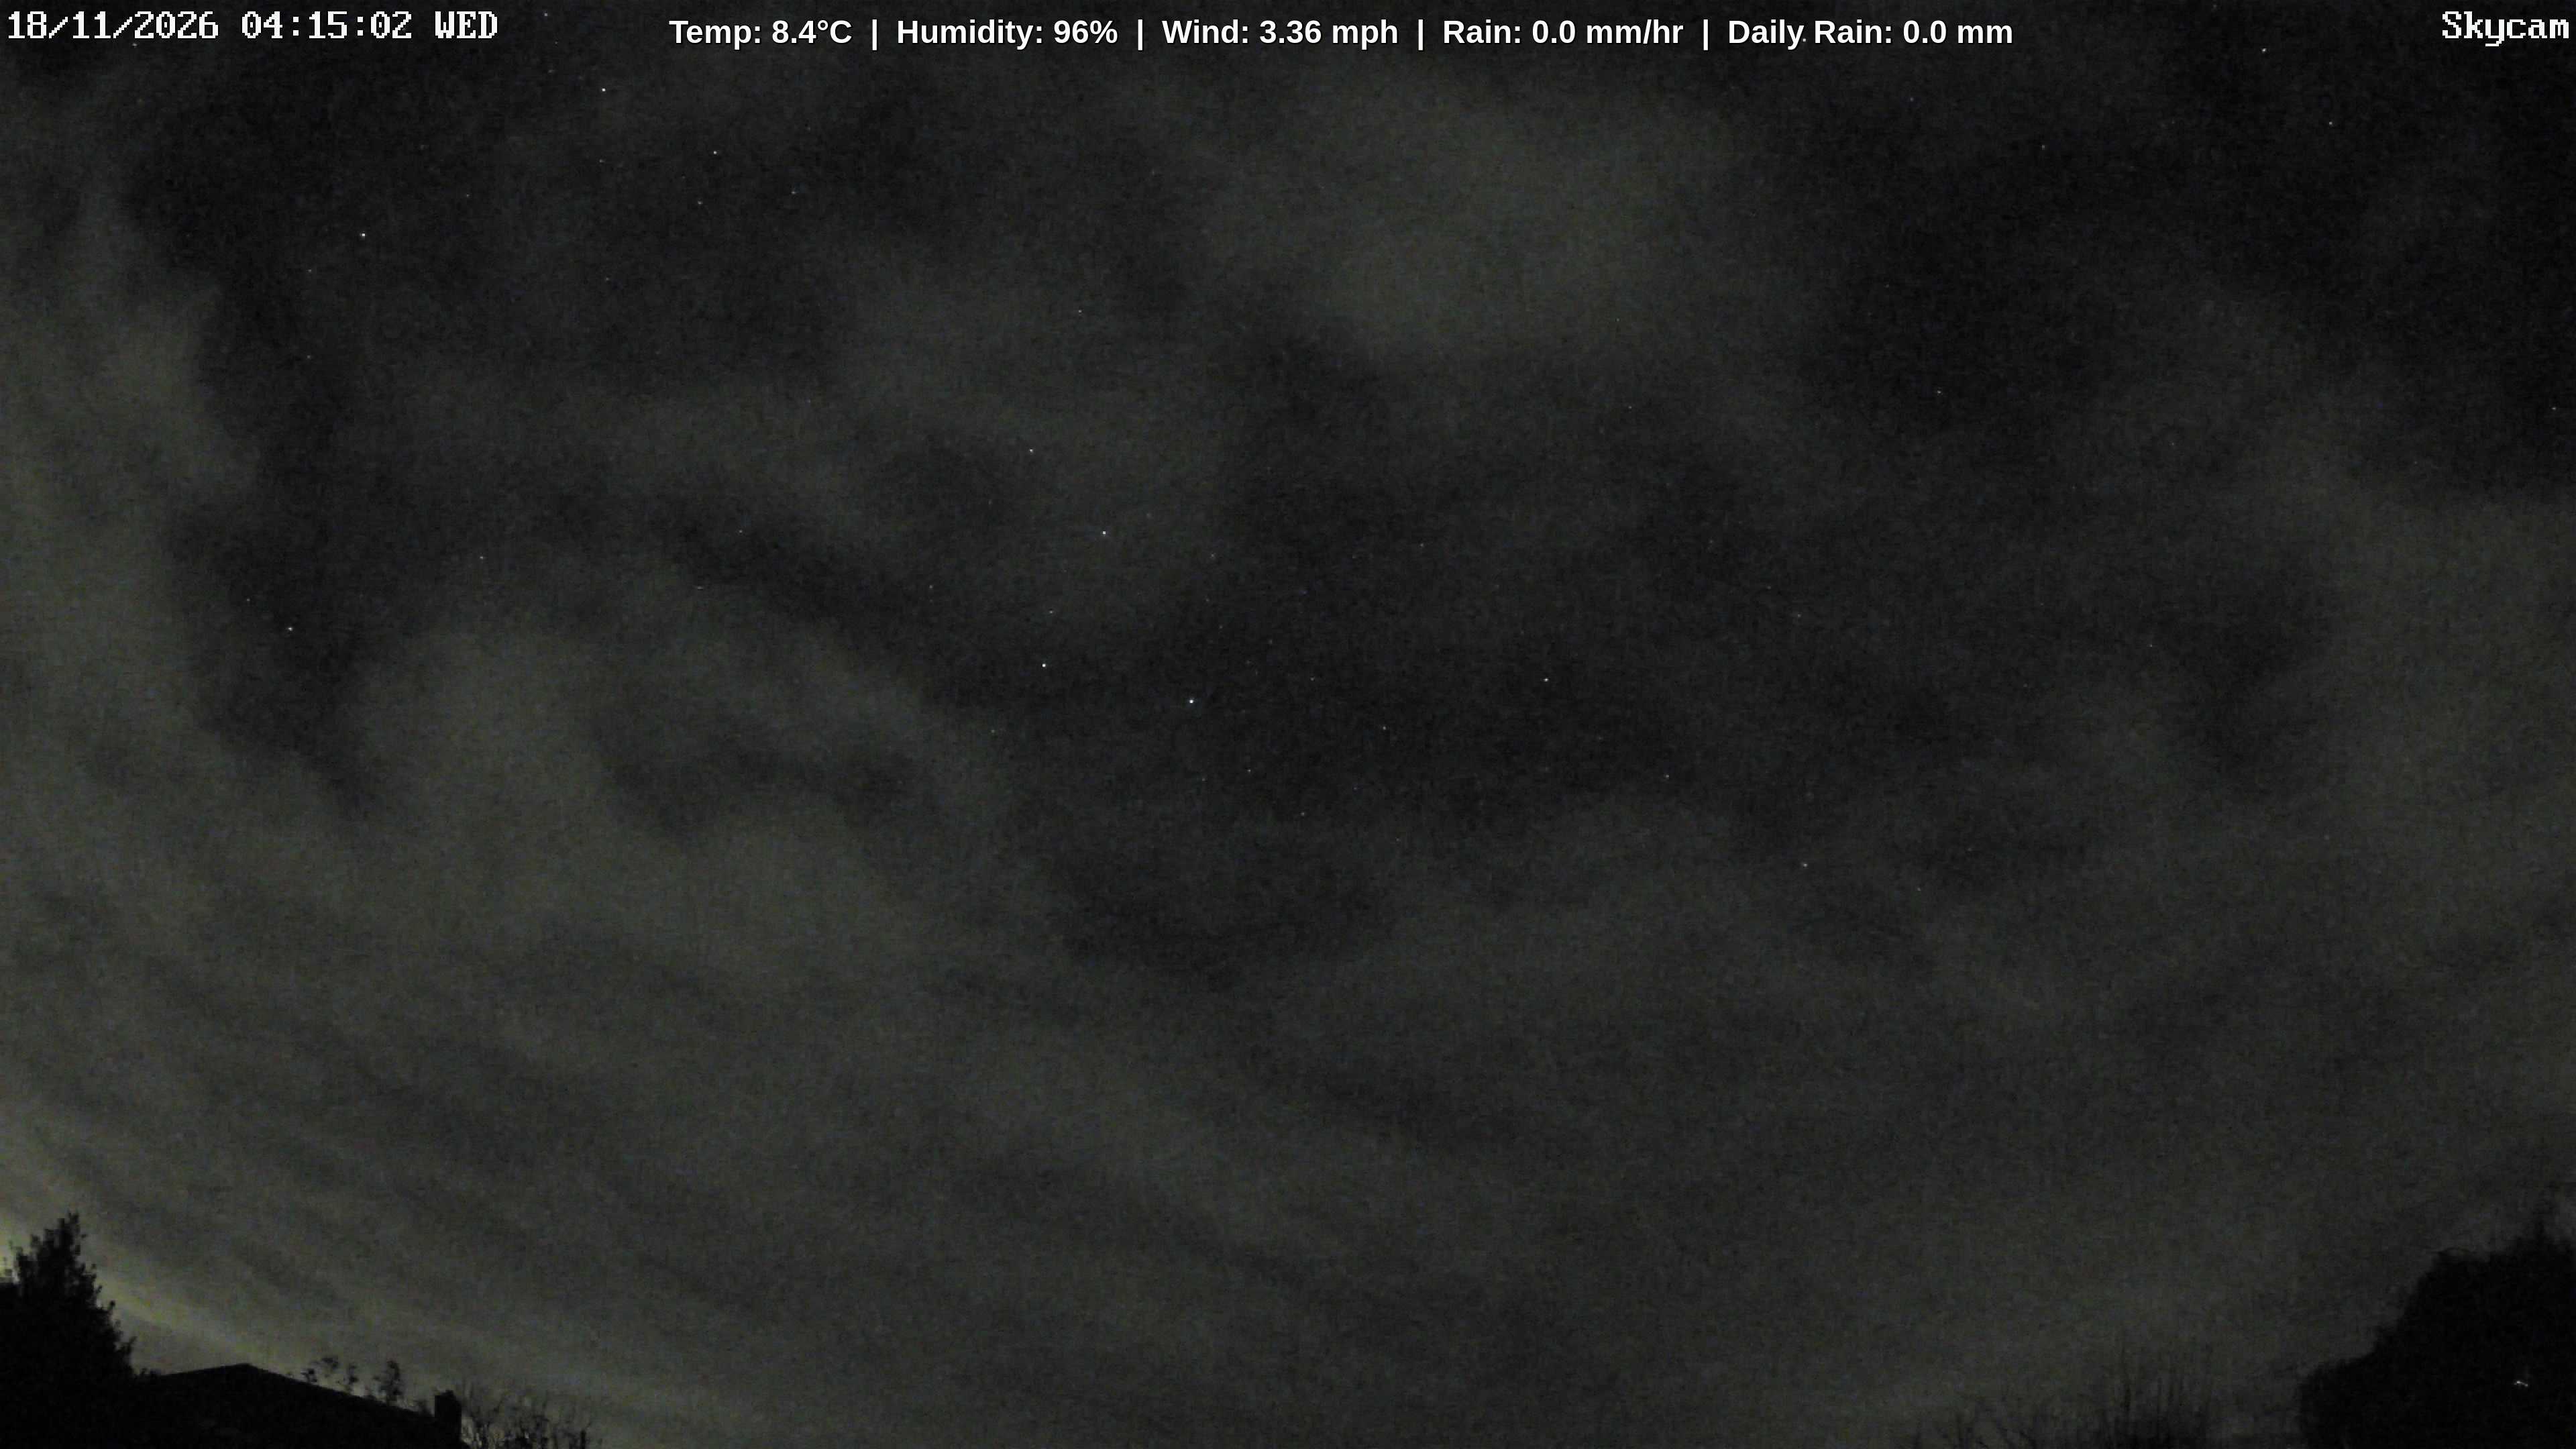 18/11/2026 04:15:02 WED
Temp: 8.4°C | Humidity: 96% | Wind: 3.36 mph | Rain: 0.0 mm/hr | Daily Rain: 0.0 mm
Skycam